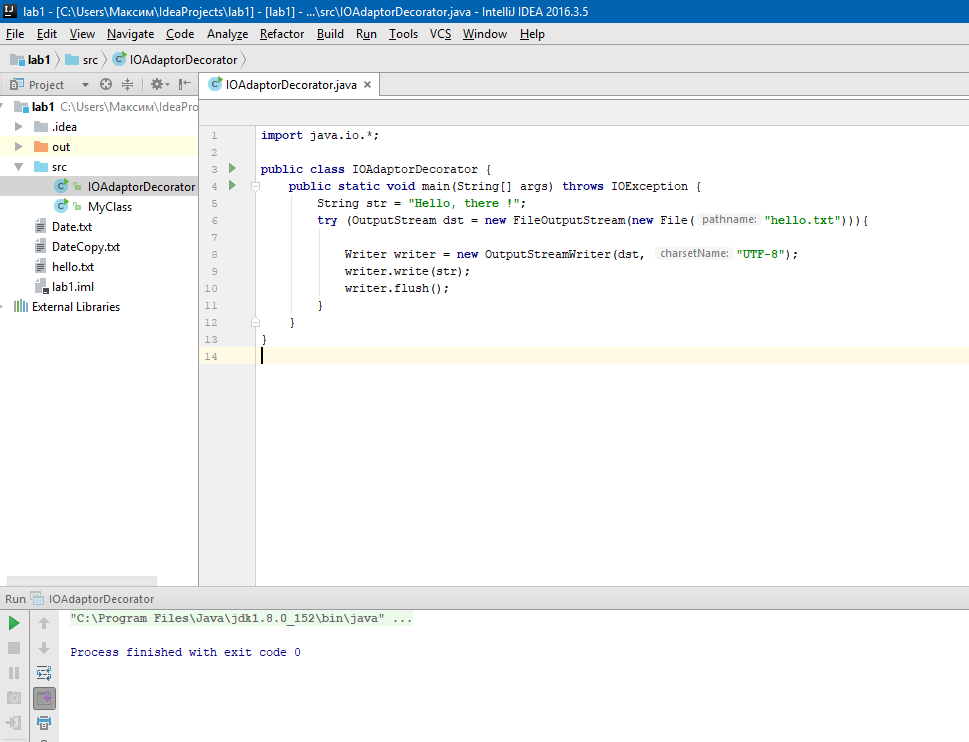 lab1 - [C:\Users\Максим\IdeaProjects\lab1] - [lab1] - ...\src\IOAdaptorDecorator.java - IntelliJ IDEA 2016.3.5
File Edit View Navigate Code Analyze Refactor Build Run Tools VCS Window Help
lab1 src IOAdaptorDecorator
Project
IOAdaptorDecorator.java
lab1 C:\Users\Максим\IdeaPro
.idea
out
src
IOAdaptorDecorator
MyClass
Date.txt
DateCopy.txt
hello.txt
lab1.iml
External Libraries
1 import java.io.*;
2
3 public class IOAdaptorDecorator {
4 public static void main(String[] args) throws IOException {
5 String str = "Hello, there !";
6 try (OutputStream dst = new FileOutputStream(new File( pathname: "hello.txt"))){
7
8 Writer writer = new OutputStreamWriter(dst, charsetName: "UTF-8");
9 writer.write(str);
10 writer.flush();
11 }
12 }
13 }
14
Run IOAdaptorDecorator
"C:\Program Files\Java\jdk1.8.0_152\bin\java" ...
Process finished with exit code 0